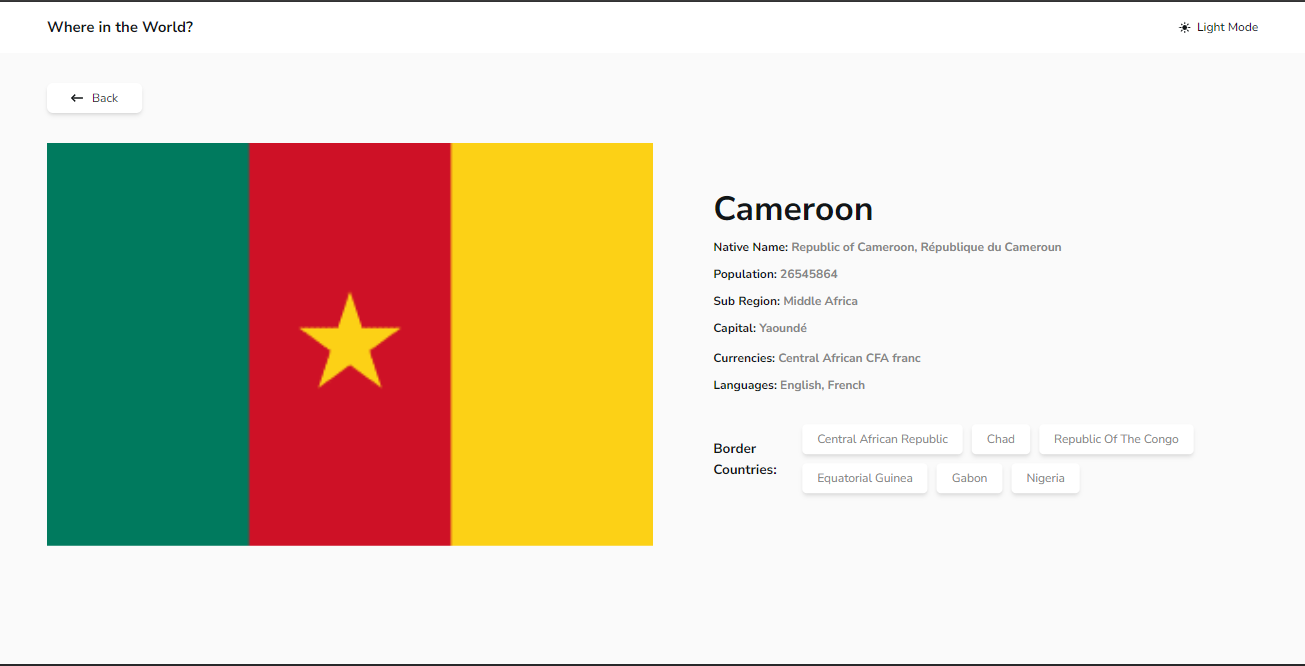 Where in the World?
Light Mode
Back
Cameroon
Native Name: Republic of Cameroon, République du Cameroun
Population: 26545864
Sub Region: Middle Africa
Capital: Yaoundé
Currencies: Central African CFA franc
Languages: English, French
Border
Countries:
Central African Republic Chad Republic Of The Congo
Equatorial Guinea Gabon Nigeria